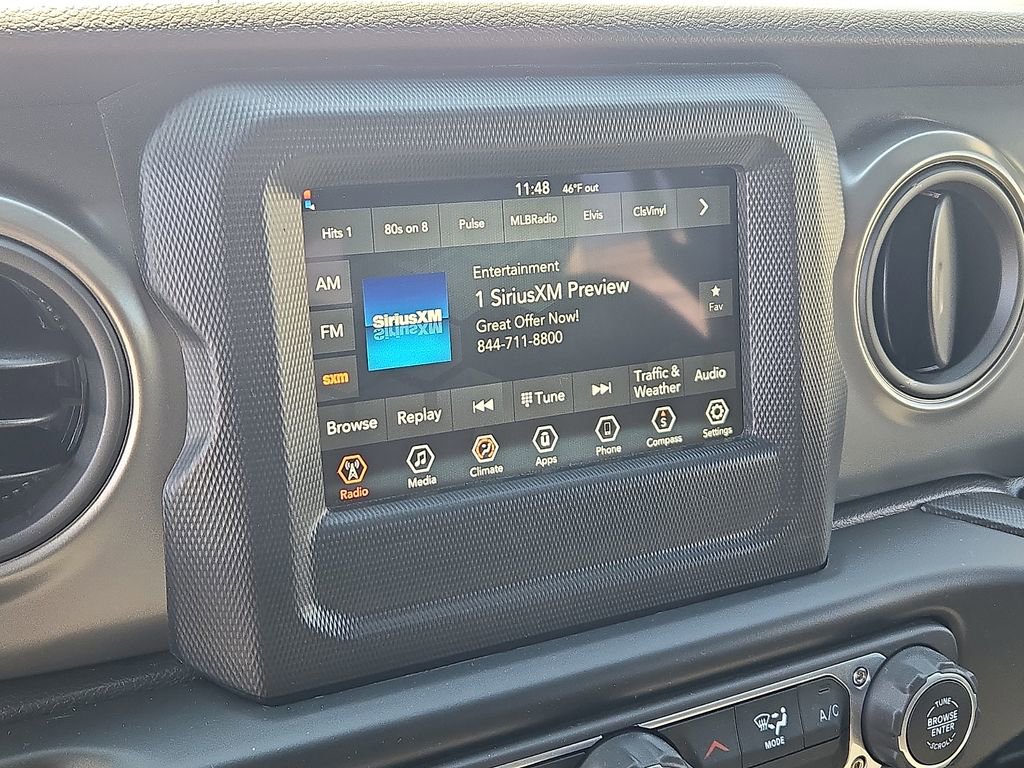 11:48 46°F out
Hits 1 80s on 8 Pulse MLBRadio Elvis ClsVinyl
AM
FM
sxm
SiriusXM
SiriusXM
Entertainment
1 SiriusXM Preview
Great Offer Now!
844-711-8800
Fav
Browse Replay Tune Traffic & Weather Audio
Radio Media Climate Apps Phone Compass Settings
S
MODE
A/C
TUNE
BROWSE
ENTER
SCROLL